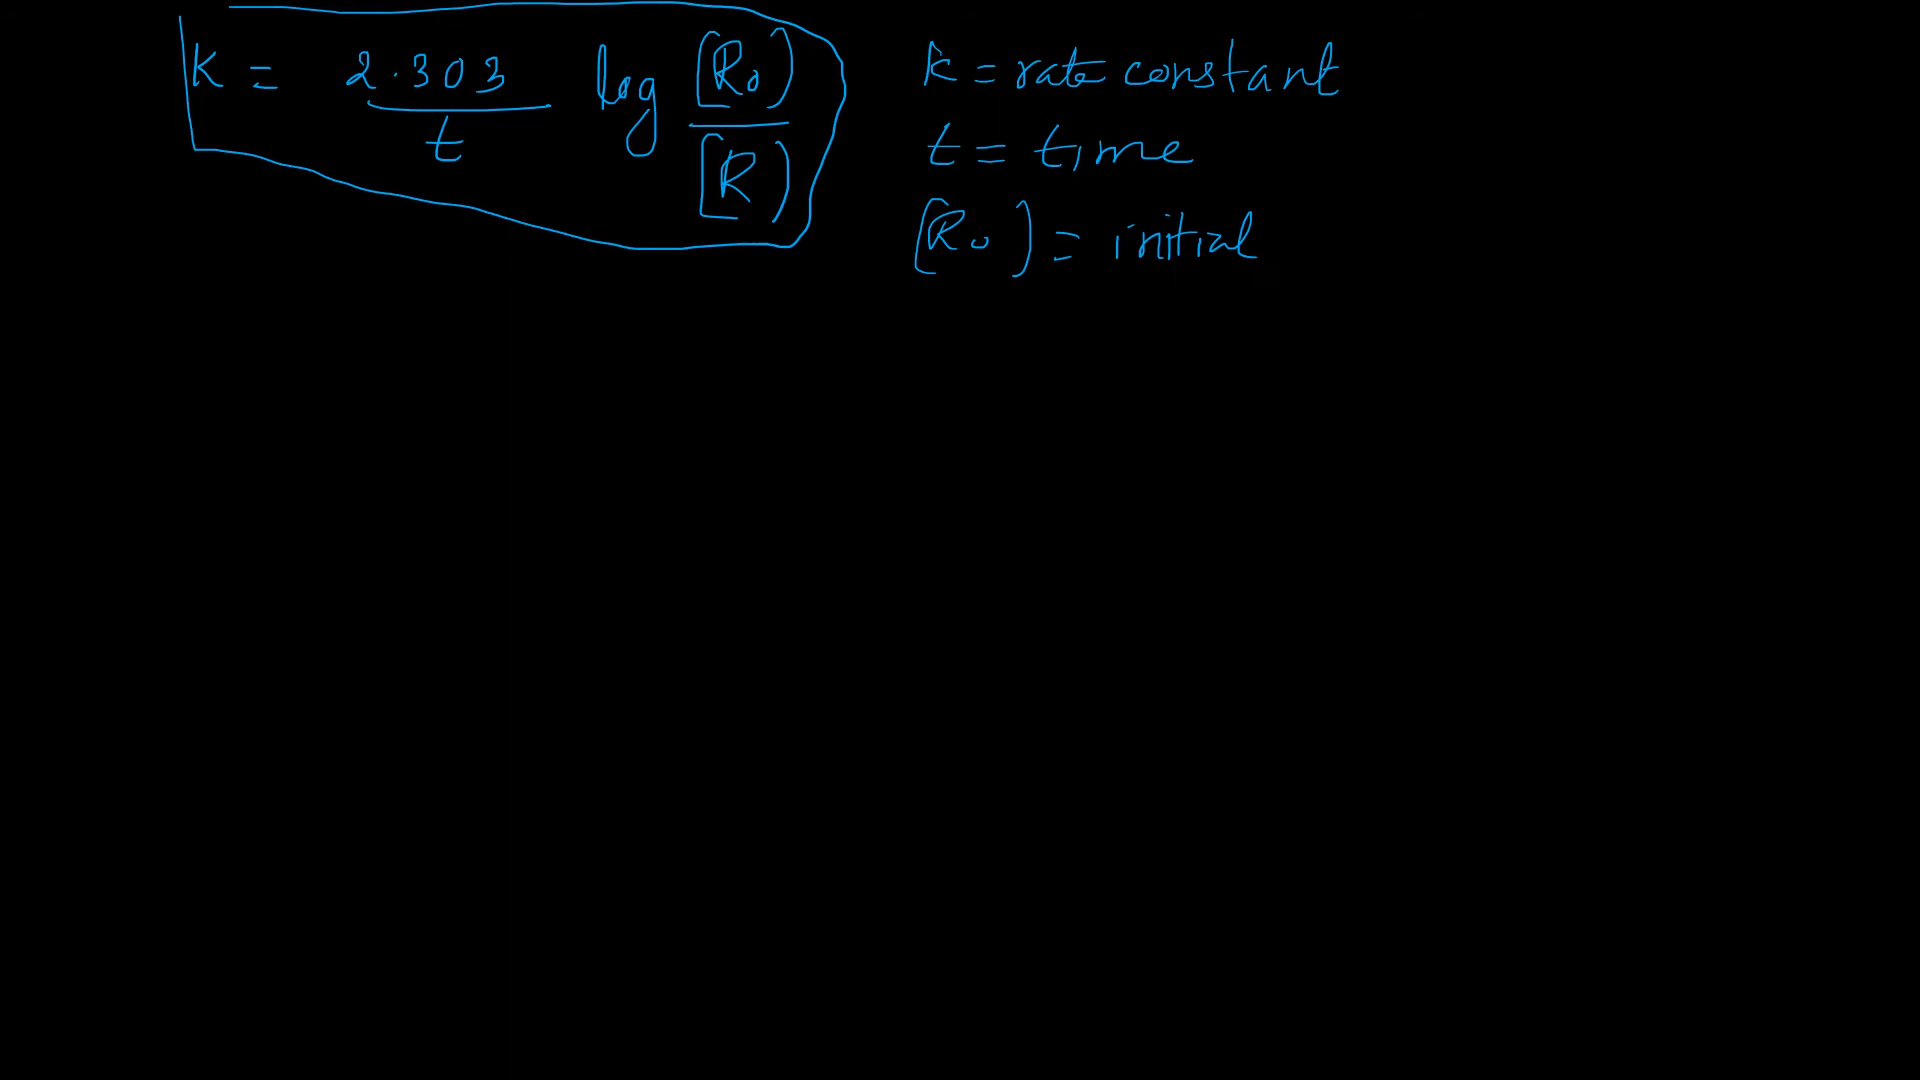 K = 2.303/t log [R₀]/[R]
k = rate constant
t = time
[R₀] = initial